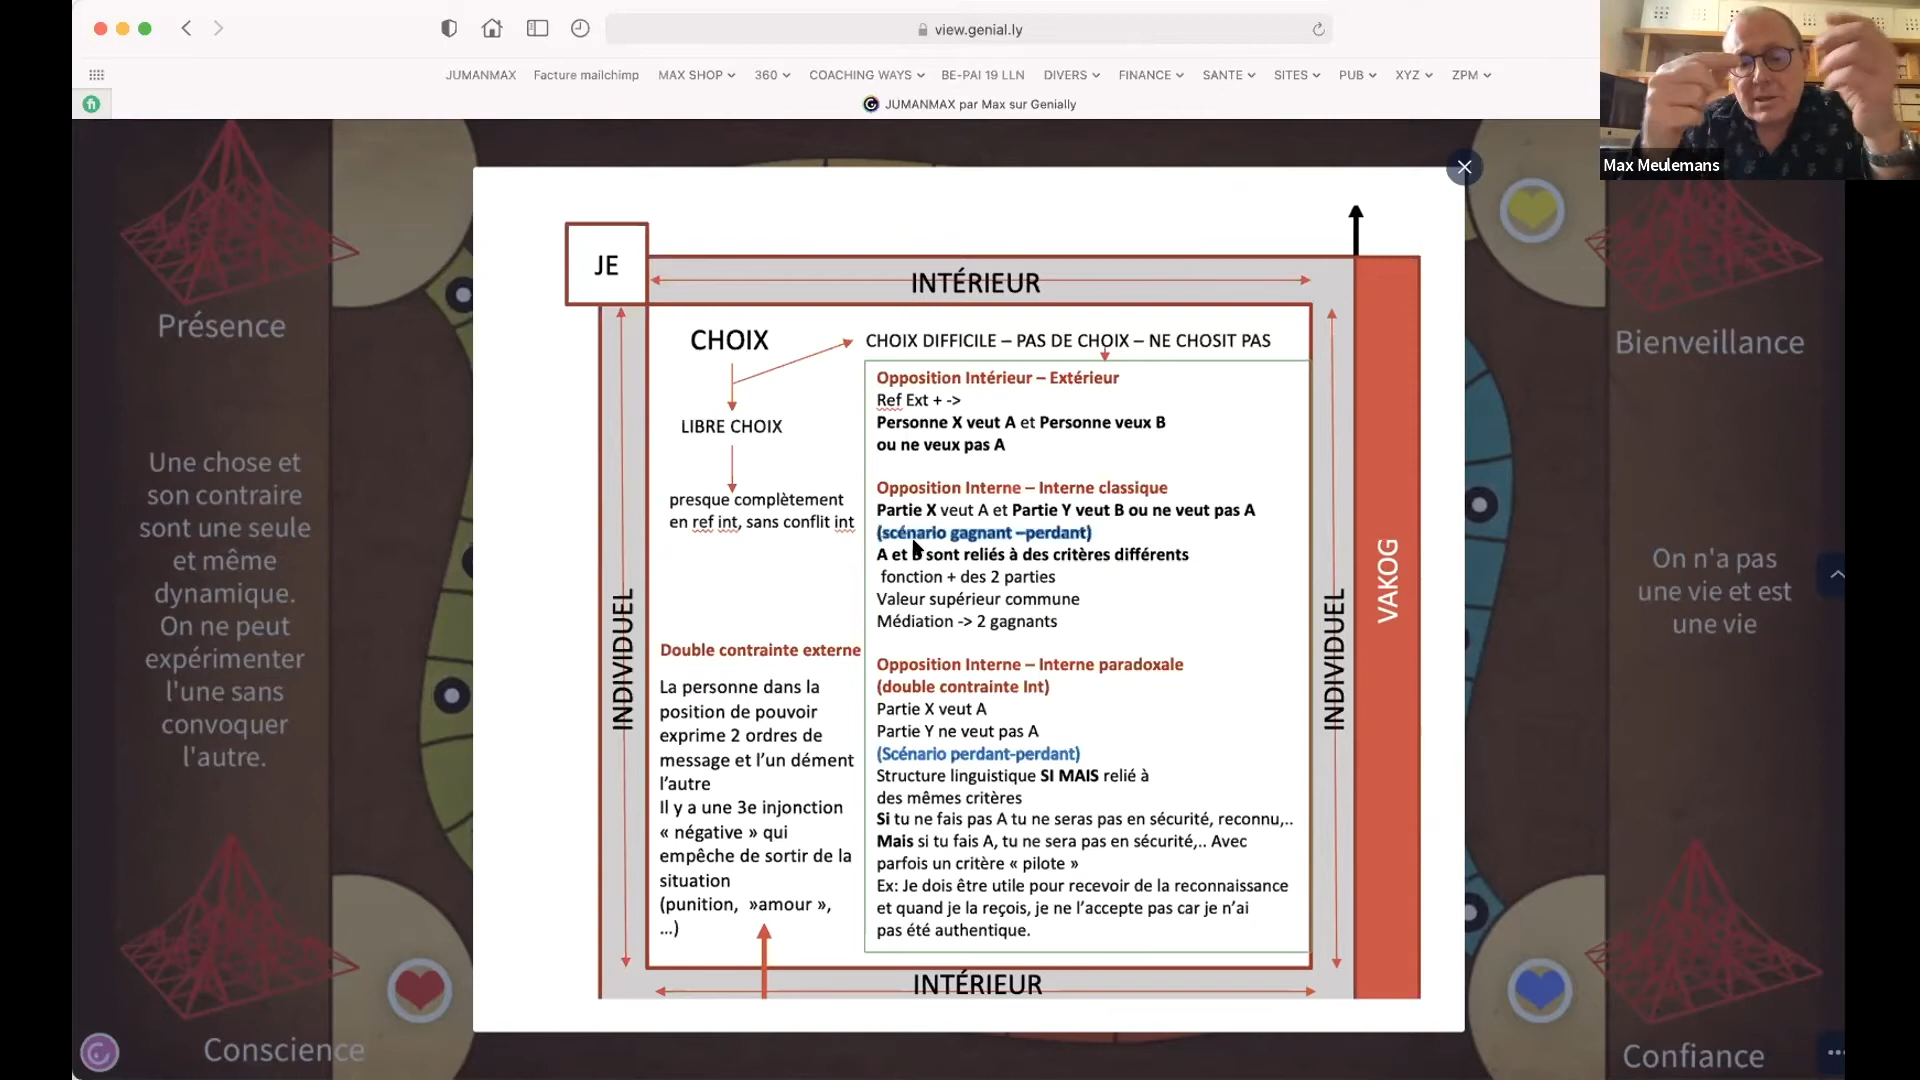 view.genial.ly
JUMANMAX
Facture mailchimp
MAX SHOP
360
COACHING WAYS
BE-PAI 19 LLN
DIVERS
FINANCE
SANTE
SITES
PUB
XYZ
ZPM
JUMANMAX par Max sur Genially
Max Meulemans
Présence
Une chose et
son contraire
sont une seule
et même
dynamique.
On ne peut
expérimenter
l'une sans
convoquer
l'autre.
Conscience
JE
INTÉRIEUR
INDIVIDUEL
CHOIX
LIBRE CHOIX
presque complètement
en ref int, sans conflit int
Double contrainte externe
La personne dans la
position de pouvoir
exprime 2 ordres de
message et l’un dément
l’autre
Il y a une 3e injonction
« négative » qui
empêche de sortir de la
situation
(punition, »amour »,
...)
CHOIX DIFFICILE – PAS DE CHOIX – NE CHOSIT PAS
Opposition Intérieur – Extérieur
Ref Ext + ->
Personne X veut A et Personne veux B
ou ne veux pas A
Opposition Interne – Interne classique
Partie X veut A et Partie Y veut B ou ne veut pas A
(scénario gagnant –perdant)
A et B sont reliés à des critères différents
fonction + des 2 parties
Valeur supérieur commune
Médiation -> 2 gagnants
Opposition Interne – Interne paradoxale
(double contrainte Int)
Partie X veut A
Partie Y ne veut pas A
(Scénario perdant-perdant)
Structure linguistique SI MAIS relié à
des mêmes critères
Si tu ne fais pas A tu ne seras pas en sécurité, reconnu,..
Mais si tu fais A, tu ne sera pas en sécurité,.. Avec
parfois un critère « pilote »
Ex: Je dois être utile pour recevoir de la reconnaissance
et quand je la reçois, je ne l’accepte pas car je n’ai
pas été authentique.
INDIVIDUEL
VAKOG
INTÉRIEUR
Bienveillance
On n'a pas
une vie et est
une vie
Confiance